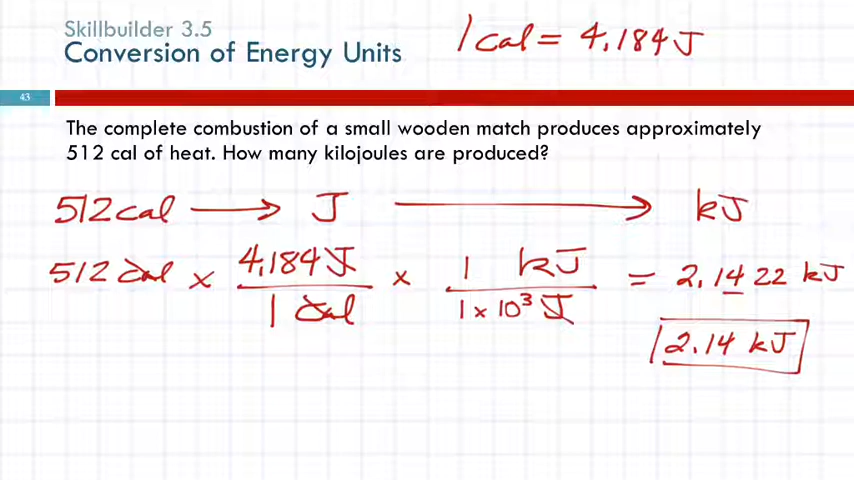 Skillbuilder 3.5
Conversion of Energy Units
1 cal = 4.184 J
43
The complete combustion of a small wooden match produces approximately
512 cal of heat. How many kilojoules are produced?
512 cal → J → kJ
512 cal × 4.184 J / 1 cal × 1 kJ / 1 × 10³ J = 2.1422 kJ
2.14 kJ